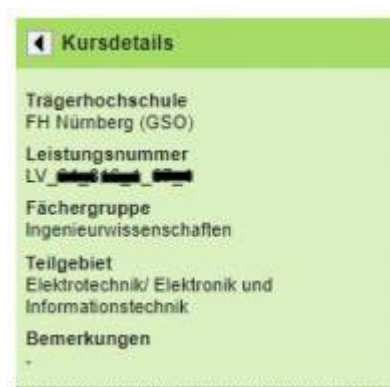 Kursdetails
Trägerhochschule
FH Nürnberg (GSO)
Leistungsnummer
LV_
Fächergruppe
Ingenieurwissenschaften
Teilgebiet
Elektrotechnik/ Elektronik und
Informationstechnik
Bemerkungen
-